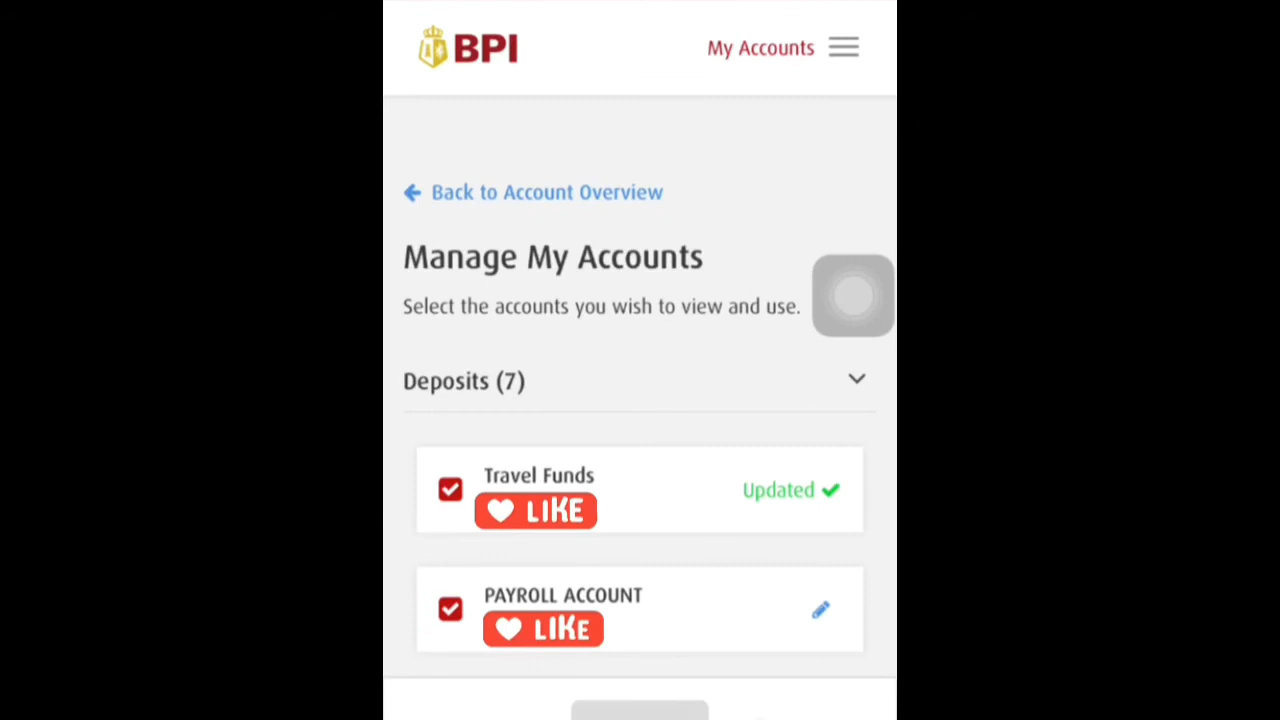 BPI
My Accounts
Back to Account Overview
Manage My Accounts
Select the accounts you wish to view and use.
Deposits (7)
Travel Funds
LIKE
Updated
PAYROLL ACCOUNT
LIKE